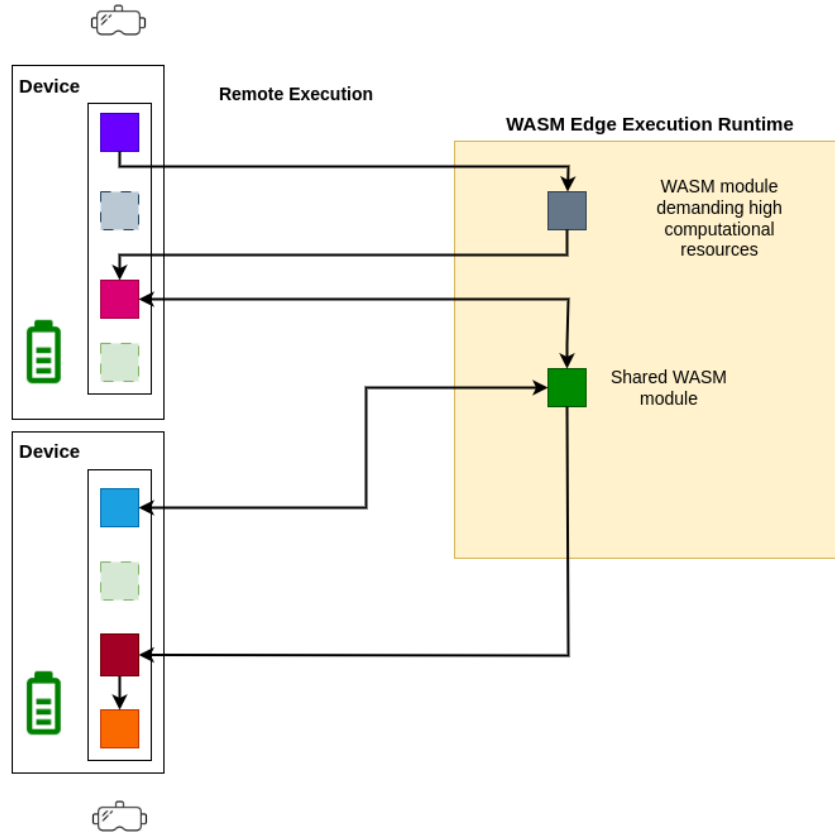 Device
Remote Execution
WASM Edge Execution Runtime
WASM module
demanding high
computational
resources
Shared WASM
module
Device